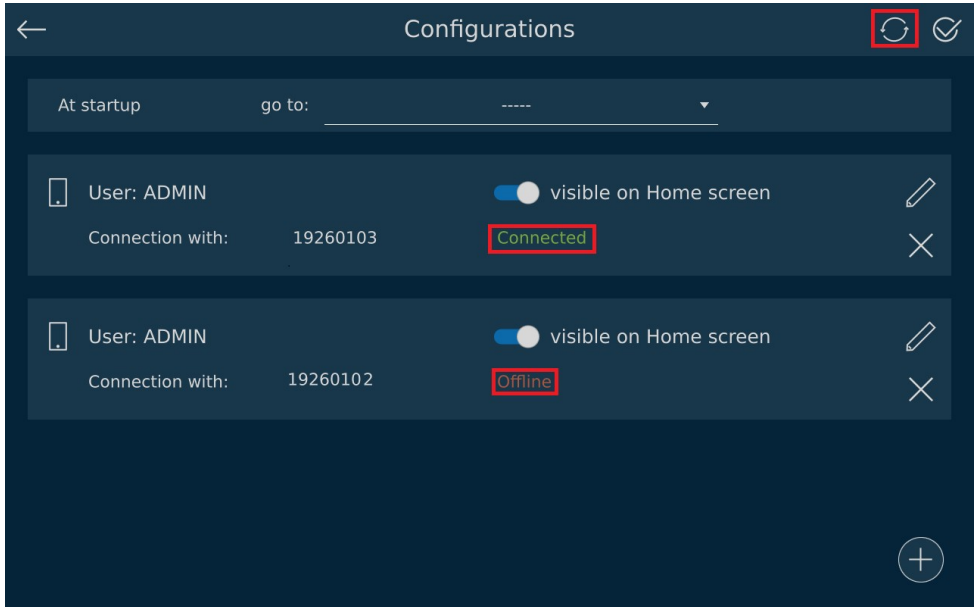 Configurations
At startup go to: -----
User: ADMIN visible on Home screen
Connection with: 19260103 Connected
User: ADMIN visible on Home screen
Connection with: 19260102 Offline